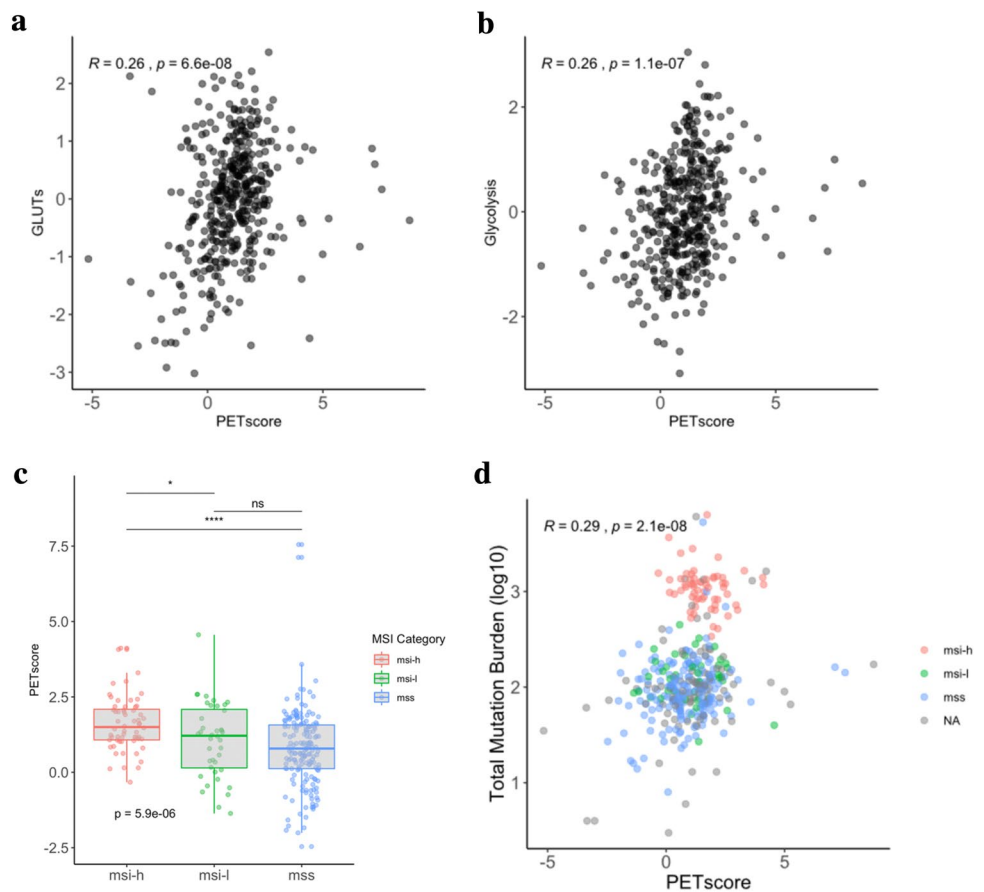 a
R = 0.26 , p = 6.6e-08
GLUTs
2
1
0
-1
-2
-3
-5 0 5
PETscore
b
R = 0.26 , p = 1.1e-07
Glycolysis
2
0
-2
-5 0 5
PETscore
c
*
ns
****
PETscore
7.5
5.0
2.5
0.0
-2.5
p = 5.9e-06
msi-h msi-l mss
MSI Category
msi-h
msi-l
mss
d
R = 0.29 , p = 2.1e-08
Total Mutation Burden (log10)
3
2
1
-5 0 5
PETscore
msi-h
msi-l
mss
NA